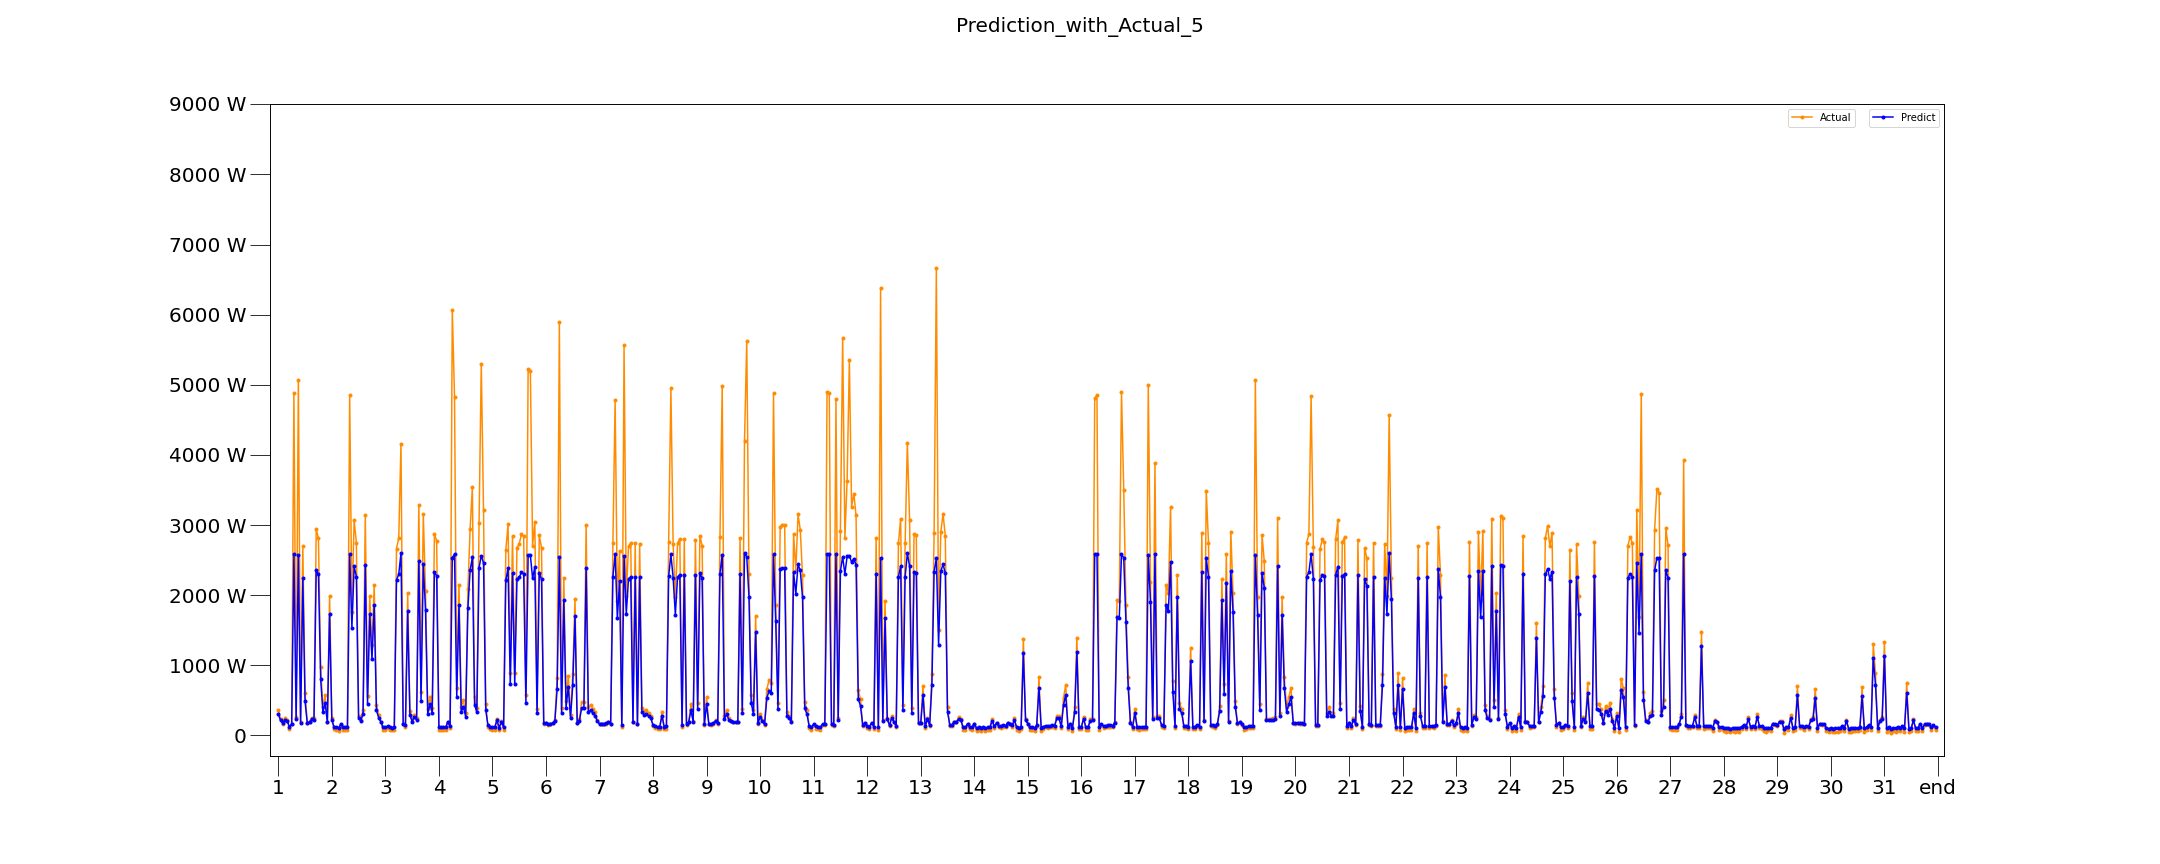 Prediction_with_Actual_5
Actual Predict
9000 W
8000 W
7000 W
6000 W
5000 W
4000 W
3000 W
2000 W
1000 W
0
1 2 3 4 5 6 7 8 9 10 11 12 13 14 15 16 17 18 19 20 21 22 23 24 25 26 27 28 29 30 31 end